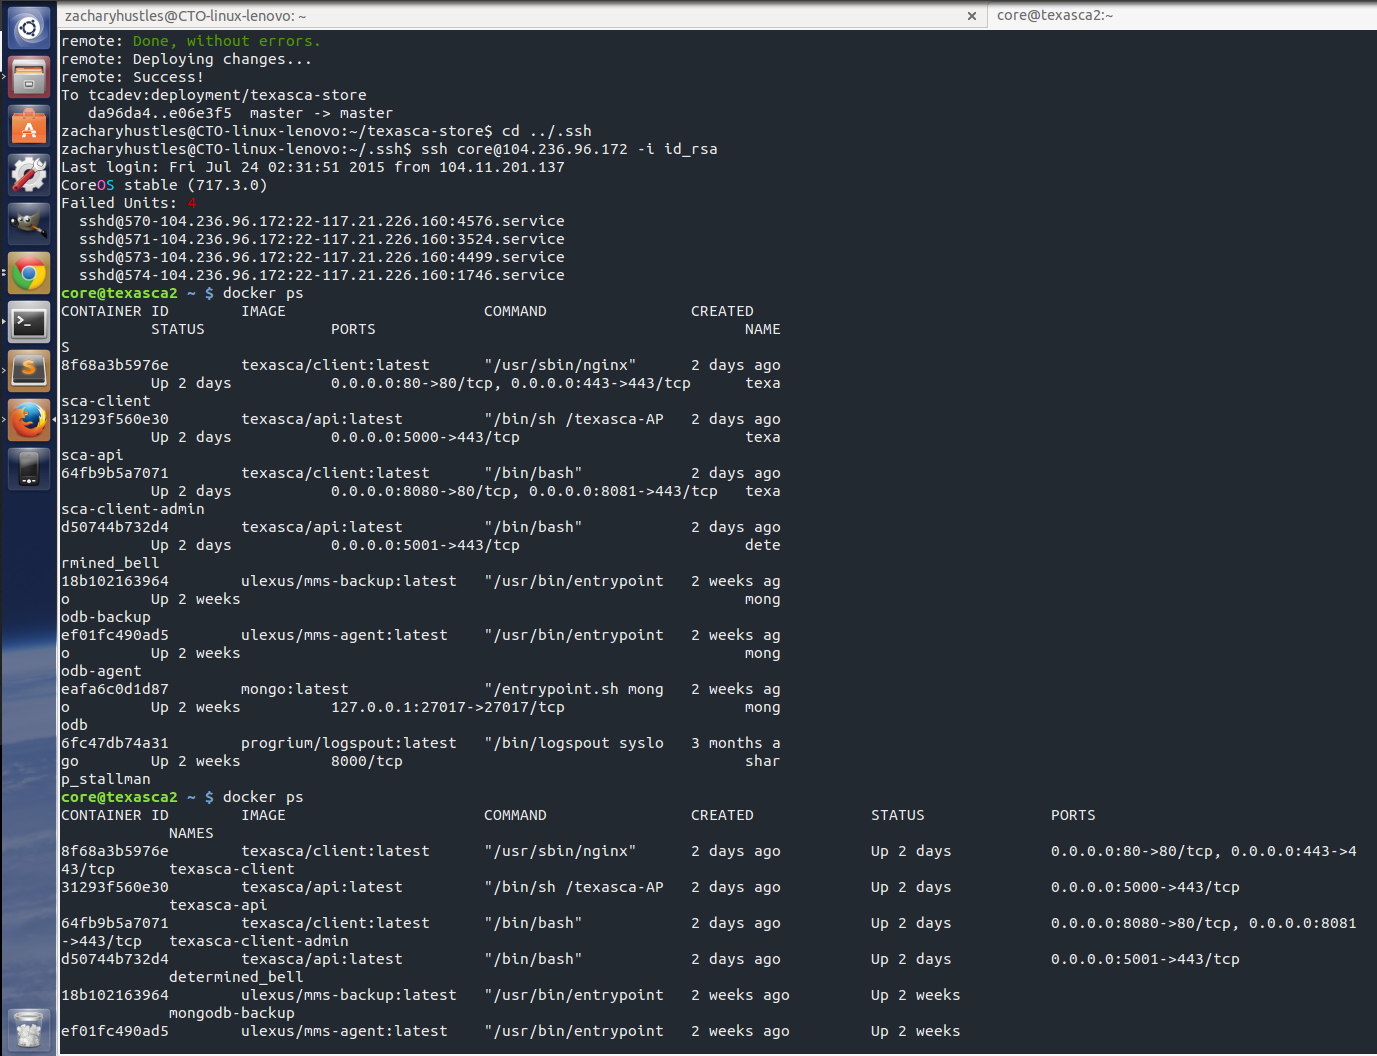 zacharyhustles@CTO-linux-lenovo: ~ × core@texasca2:~
remote: Done, without errors.
remote: Deploying changes...
remote: Success!
To tcadev:deployment/texasca-store
   da96da4..e06e3f5  master -> master
zacharyhustles@CTO-linux-lenovo:~/texasca-store$ cd ../.ssh
zacharyhustles@CTO-linux-lenovo:~/.ssh$ ssh core@104.236.96.172 -i id_rsa
Last login: Fri Jul 24 02:31:51 2015 from 104.11.201.137
CoreOS stable (717.3.0)
Failed Units: 4
  sshd@570-104.236.96.172:22-117.21.226.160:4576.service
  sshd@571-104.236.96.172:22-117.21.226.160:3524.service
  sshd@573-104.236.96.172:22-117.21.226.160:4499.service
  sshd@574-104.236.96.172:22-117.21.226.160:1746.service
core@texasca2 ~ $ docker ps
CONTAINER ID        IMAGE                      COMMAND                CREATED
          STATUS              PORTS                                         NAME
S
8f68a3b5976e        texasca/client:latest      "/usr/sbin/nginx"      2 days ago
          Up 2 days           0.0.0.0:80->80/tcp, 0.0.0.0:443->443/tcp      texa
sca-client
31293f560e30        texasca/api:latest         "/bin/sh /texasca-AP   2 days ago
          Up 2 days           0.0.0.0:5000->443/tcp                         texa
sca-api
64fb9b5a7071        texasca/client:latest      "/bin/bash"            2 days ago
          Up 2 days           0.0.0.0:8080->80/tcp, 0.0.0.0:8081->443/tcp   texa
sca-client-admin
d50744b732d4        texasca/api:latest         "/bin/bash"            2 days ago
          Up 2 days           0.0.0.0:5001->443/tcp                         dete
rmined_bell
18b102163964        ulexus/mms-backup:latest   "/usr/bin/entrypoint   2 weeks ag
o         Up 2 weeks                                                        mong
odb-backup
ef01fc490ad5        ulexus/mms-agent:latest    "/usr/bin/entrypoint   2 weeks ag
o         Up 2 weeks                                                        mong
odb-agent
eafa6c0d1d87        mongo:latest               "/entrypoint.sh mong   2 weeks ag
o         Up 2 weeks          127.0.0.1:27017->27017/tcp                    mong
odb
6fc47db74a31        progrium/logspout:latest   "/bin/logspout syslo   3 months a
go        Up 2 weeks          8000/tcp                                      shar
p_stallman
core@texasca2 ~ $ docker ps
CONTAINER ID        IMAGE                      COMMAND                CREATED             STATUS              PORTS
            NAMES
8f68a3b5976e        texasca/client:latest      "/usr/sbin/nginx"      2 days ago          Up 2 days           0.0.0.0:80->80/tcp, 0.0.0.0:443->4
43/tcp      texasca-client
31293f560e30        texasca/api:latest         "/bin/sh /texasca-AP   2 days ago          Up 2 days           0.0.0.0:5000->443/tcp
            texasca-api
64fb9b5a7071        texasca/client:latest      "/bin/bash"            2 days ago          Up 2 days           0.0.0.0:8080->80/tcp, 0.0.0.0:8081
->443/tcp   texasca-client-admin
d50744b732d4        texasca/api:latest         "/bin/bash"            2 days ago          Up 2 days           0.0.0.0:5001->443/tcp
            determined_bell
18b102163964        ulexus/mms-backup:latest   "/usr/bin/entrypoint   2 weeks ago         Up 2 weeks
            mongodb-backup
ef01fc490ad5        ulexus/mms-agent:latest    "/usr/bin/entrypoint   2 weeks ago         Up 2 weeks